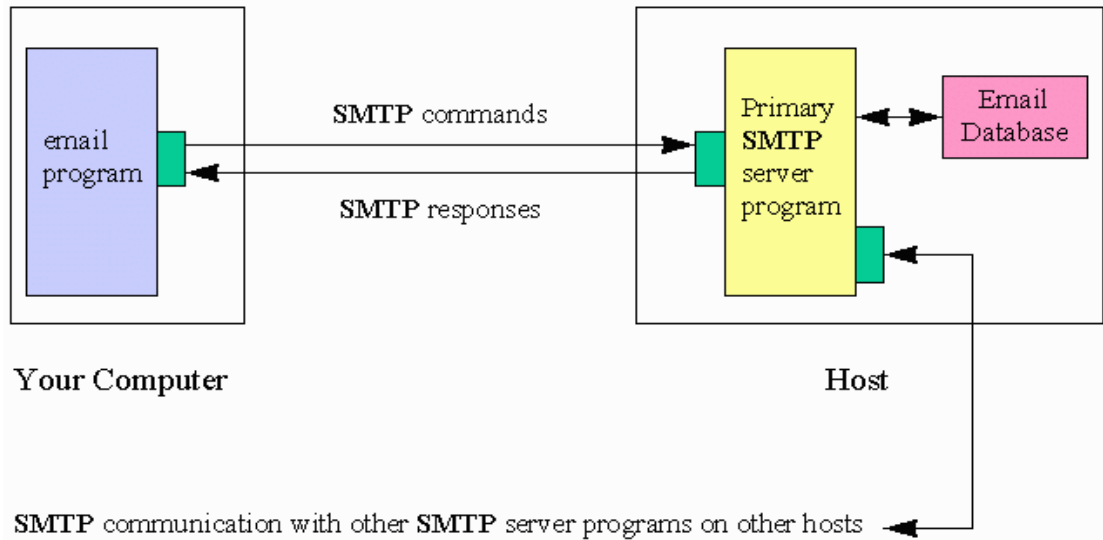 email
program
SMTP commands
SMTP responses
Primary
SMTP
server
program
Email
Database
Your Computer
Host
SMTP communication with other SMTP server programs on other hosts